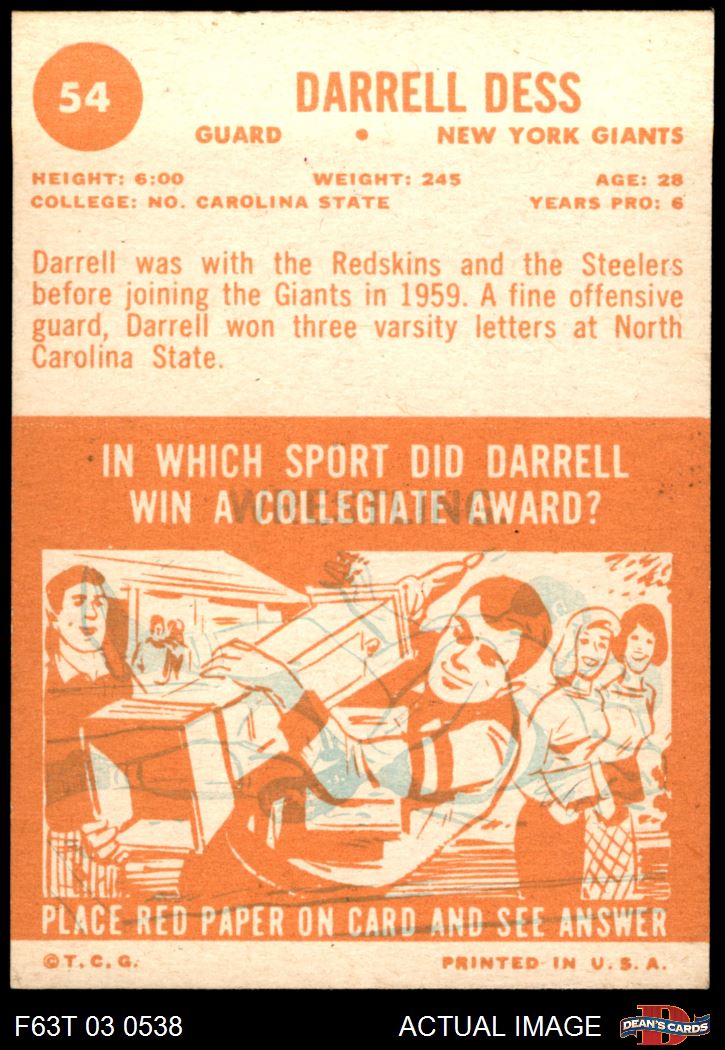 54
DARRELL DESS
GUARD • NEW YORK GIANTS
HEIGHT: 6:00 WEIGHT: 245 AGE: 28
COLLEGE: NO. CAROLINA STATE YEARS PRO: 6
Darrell was with the Redskins and the Steelers
before joining the Giants in 1959. A fine offensive
guard, Darrell won three varsity letters at North
Carolina State.
IN WHICH SPORT DID DARRELL
WIN A COLLEGIATE AWARD?
WRESTLING
PLACE RED PAPER ON CARD AND SEE ANSWER
©T.C.G. PRINTED IN U.S.A.
F63T 03 0538 ACTUAL IMAGE D DEAN'S CARDS